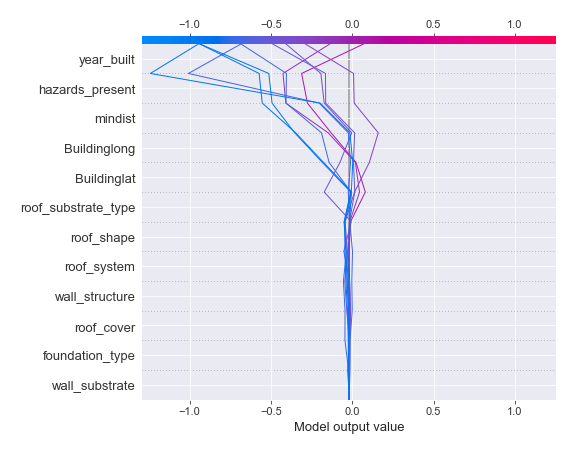 −1.0 −0.5 0.0 0.5 1.0
year_built
hazards_present
mindist
Buildinglong
Buildinglat
roof_substrate_type
roof_shape
roof_system
wall_structure
roof_cover
foundation_type
wall_substrate
−1.0 −0.5 0.0 0.5 1.0
Model output value